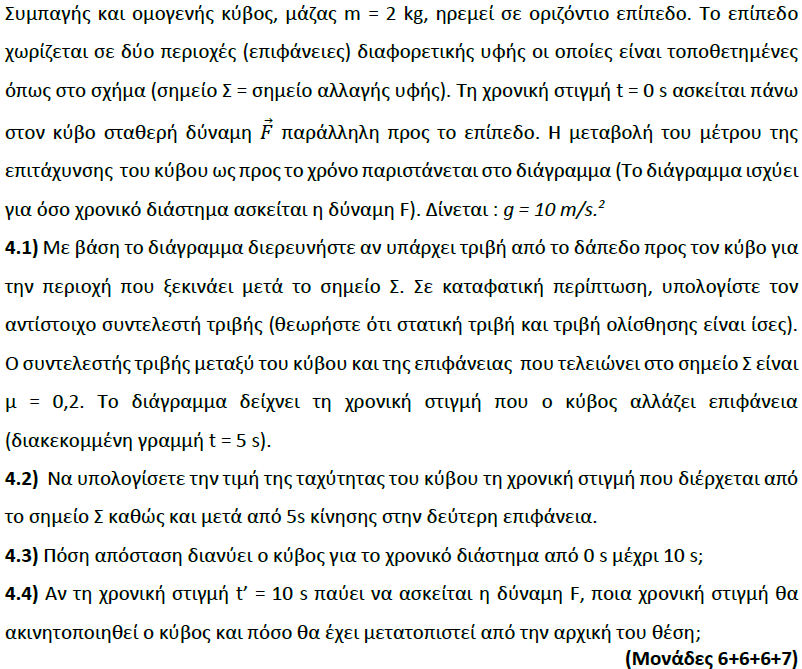 Συμπαγής και ομογενής κύβος, μάζας m = 2 kg, ηρεμεί σε οριζόντιο επίπεδο. Το επίπεδο
χωρίζεται σε δύο περιοχές (επιφάνειες) διαφορετικής υφής οι οποίες είναι τοποθετημένες
όπως στο σχήμα (σημείο Σ = σημείο αλλαγής υφής). Τη χρονική στιγμή t = 0 s ασκείται πάνω
στον κύβο σταθερή δύναμη F⃗ παράλληλη προς το επίπεδο. Η μεταβολή του μέτρου της
επιτάχυνσης του κύβου ως προς το χρόνο παριστάνεται στο διάγραμμα (Το διάγραμμα ισχύει
για όσο χρονικό διάστημα ασκείται η δύναμη F). Δίνεται : g = 10 m/s.²
4.1) Με βάση το διάγραμμα διερευνήστε αν υπάρχει τριβή από το δάπεδο προς τον κύβο για
την περιοχή που ξεκινάει μετά το σημείο Σ. Σε καταφατική περίπτωση, υπολογίστε τον
αντίστοιχο συντελεστή τριβής (θεωρήστε ότι στατική τριβή και τριβή ολίσθησης είναι ίσες).
Ο συντελεστής τριβής μεταξύ του κύβου και της επιφάνειας που τελειώνει στο σημείο Σ είναι
μ = 0,2. Το διάγραμμα δείχνει τη χρονική στιγμή που ο κύβος αλλάζει επιφάνεια
(διακεκομμένη γραμμή t = 5 s).
4.2) Να υπολογίσετε την τιμή της ταχύτητας του κύβου τη χρονική στιγμή που διέρχεται από
το σημείο Σ καθώς και μετά από 5s κίνησης στην δεύτερη επιφάνεια.
4.3) Πόση απόσταση διανύει ο κύβος για το χρονικό διάστημα από 0 s μέχρι 10 s;
4.4) Αν τη χρονική στιγμή t’ = 10 s παύει να ασκείται η δύναμη F, ποια χρονική στιγμή θα
ακινητοποιηθεί ο κύβος και πόσο θα έχει μετατοπιστεί από την αρχική του θέση;
(Μονάδες 6+6+6+7)